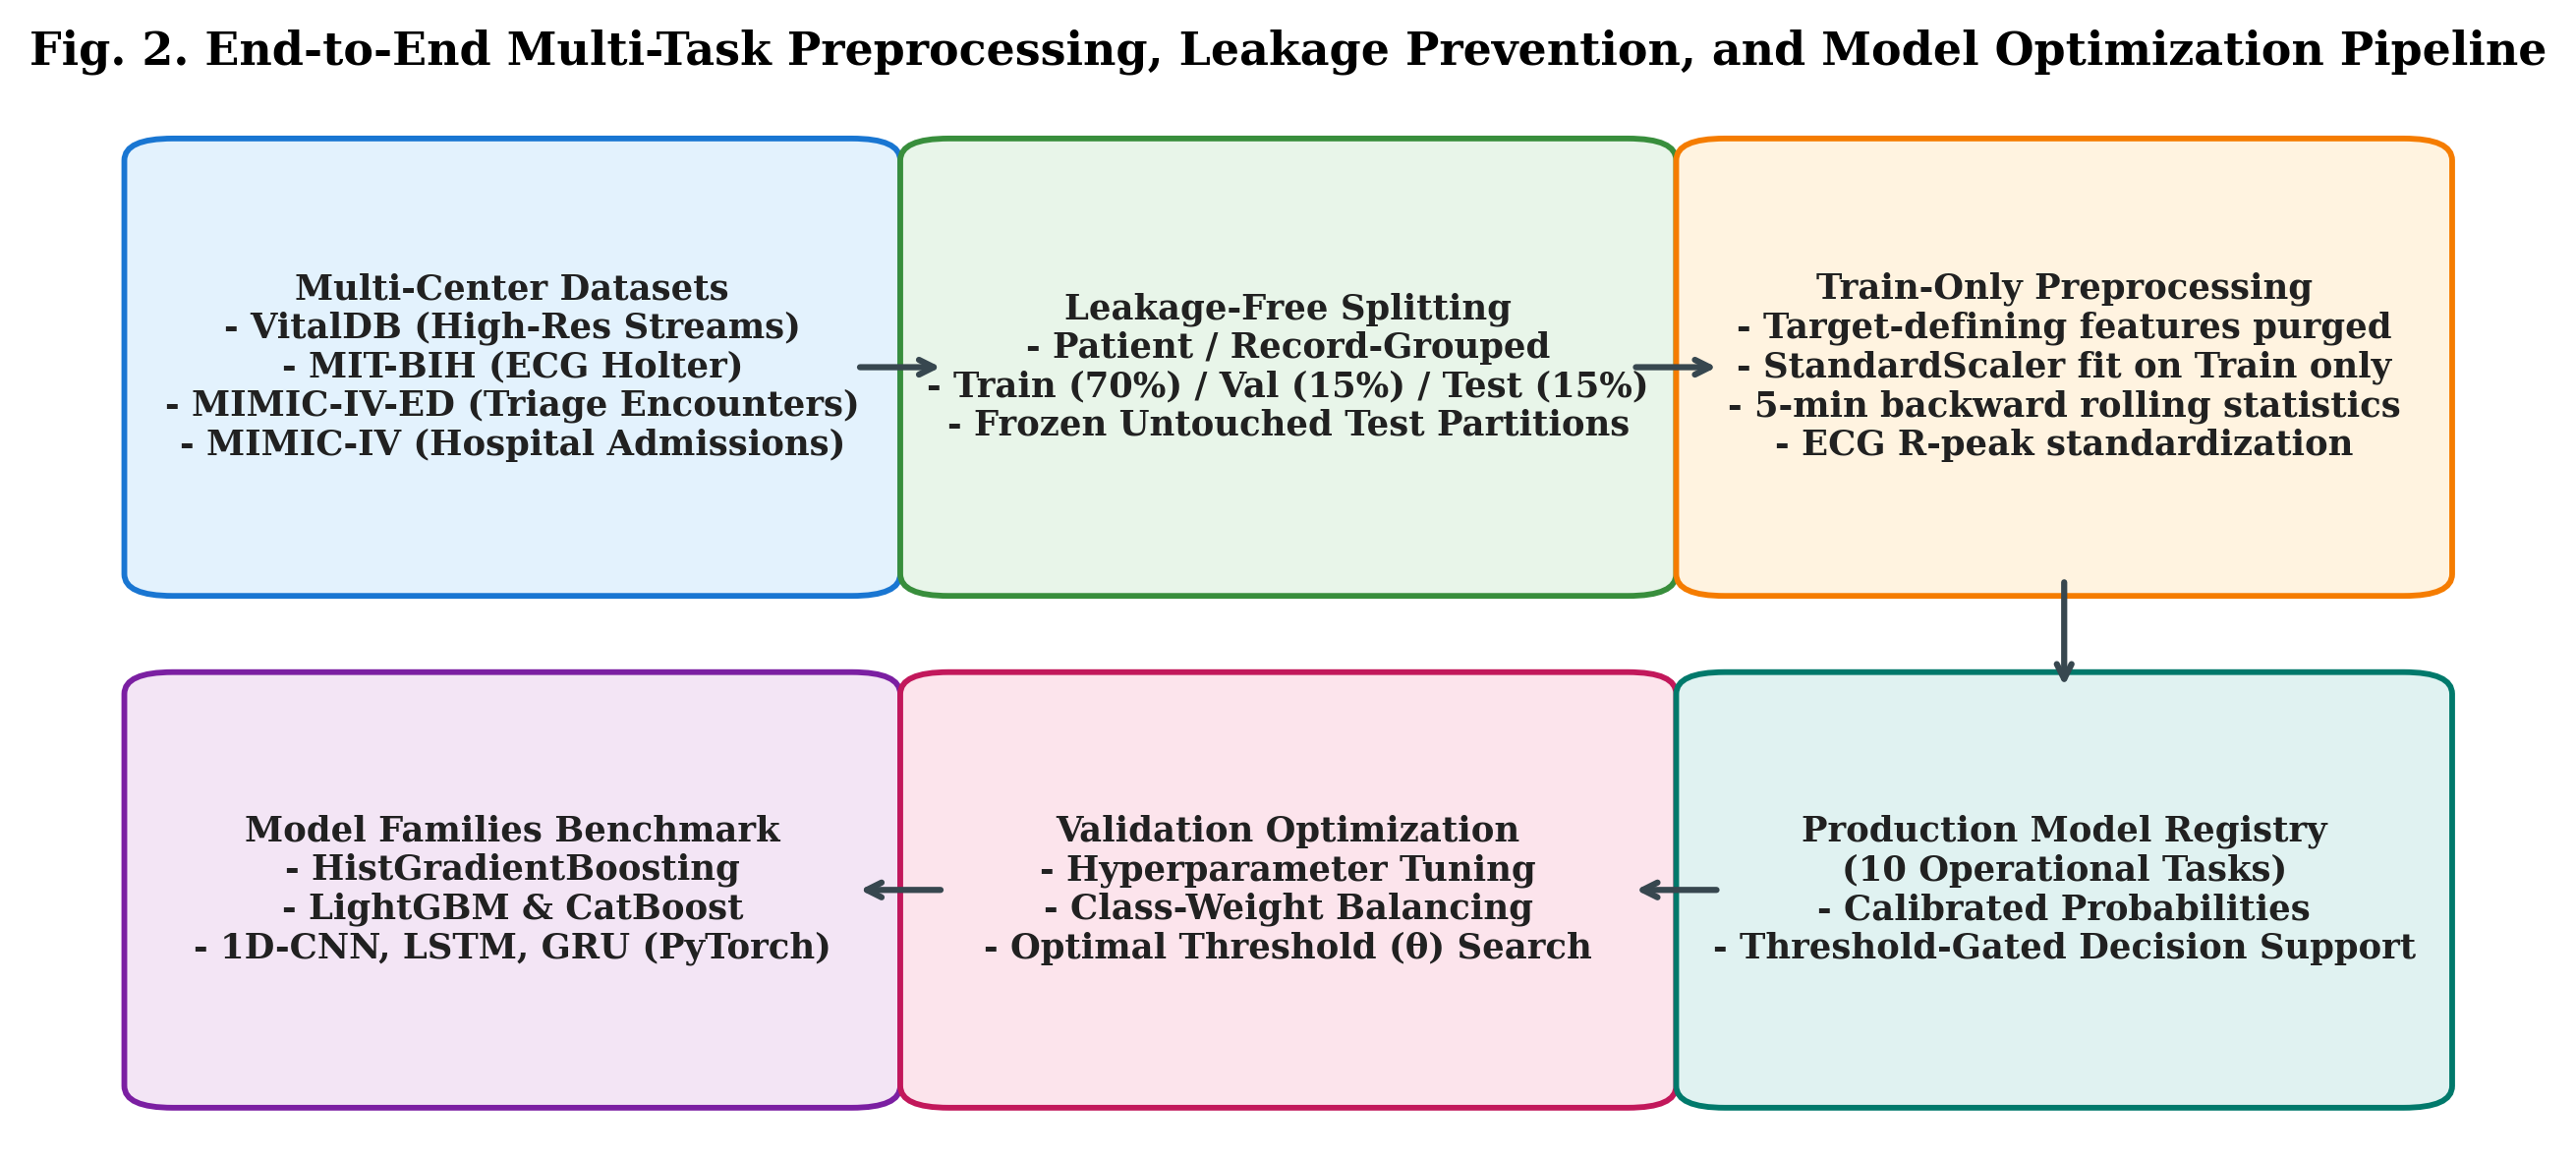 Fig. 2. End-to-End Multi-Task Preprocessing, Leakage Prevention, and Model Optimization Pipeline
Multi-Center Datasets
- VitalDB (High-Res Streams)
- MIT-BIH (ECG Holter)
- MIMIC-IV-ED (Triage Encounters)
- MIMIC-IV (Hospital Admissions)
Leakage-Free Splitting
- Patient / Record-Grouped
- Train (70%) / Val (15%) / Test (15%)
- Frozen Untouched Test Partitions
Train-Only Preprocessing
- Target-defining features purged
- StandardScaler fit on Train only
- 5-min backward rolling statistics
- ECG R-peak standardization
Model Families Benchmark
- HistGradientBoosting
- LightGBM & CatBoost
- 1D-CNN, LSTM, GRU (PyTorch)
Validation Optimization
- Hyperparameter Tuning
- Class-Weight Balancing
- Optimal Threshold (θ) Search
Production Model Registry
(10 Operational Tasks)
- Calibrated Probabilities
- Threshold-Gated Decision Support